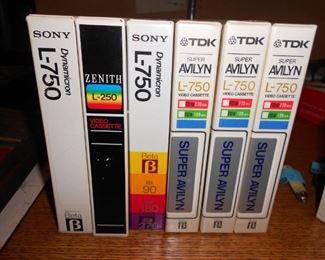 SONY
Dynamicron
L-750
Beta
B
ZENITH
L-250
VIDEO CASSETTE
SONY
Dynamicron
L-750
Beta
B
90
180
TDK
SUPER
AVILYN
L-750
VIDEO CASSETTE
SUPER AVILYN
TDK
SUPER
AVILYN
L-750
VIDEO CASSETTE
SUPER AVILYN
TDK
SUPER
AVILYN
L-750
VIDEO CASSETTE
SUPER AVILYN